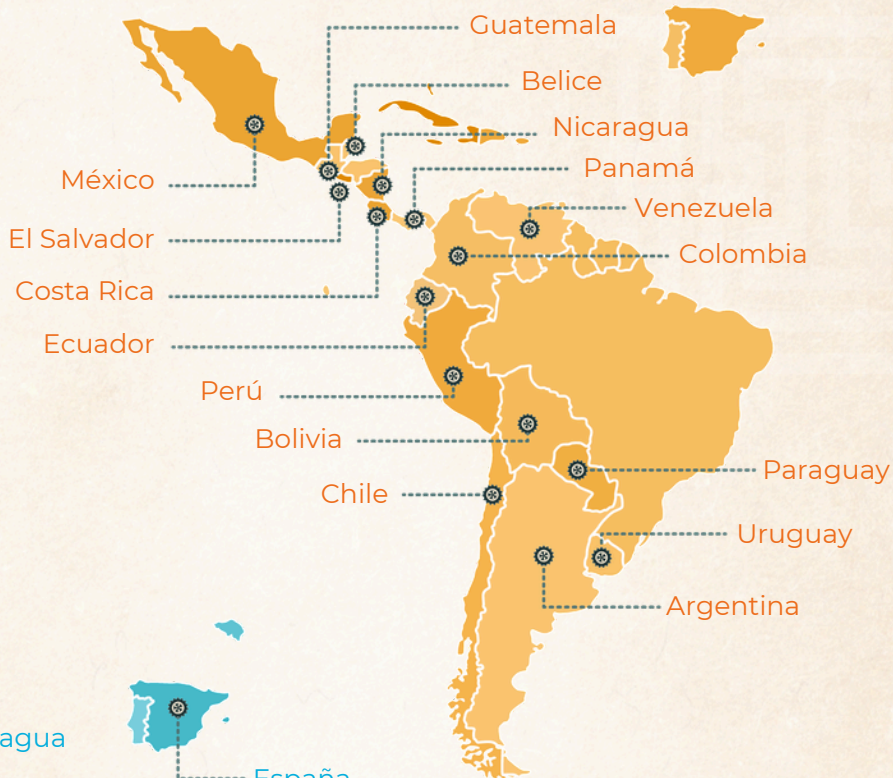 Guatemala
Belice
Nicaragua
Panamá
México
Venezuela
El Salvador
Colombia
Costa Rica
Ecuador
Perú
Bolivia
Paraguay
Chile
Uruguay
Argentina
agua
España